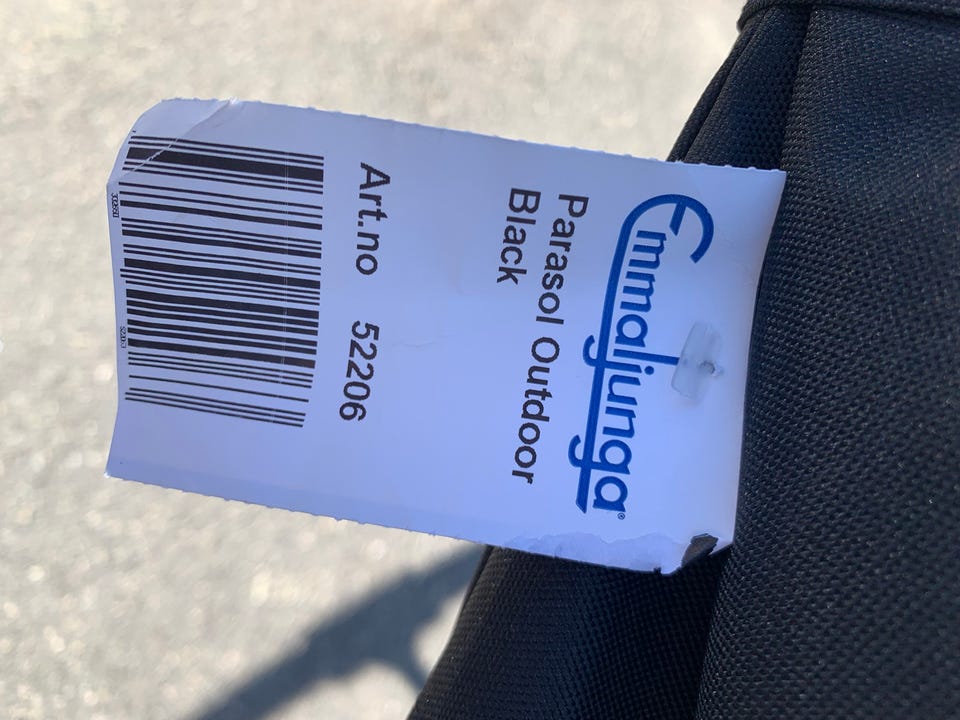 Emmaljunga®
Parasol Outdoor
Black
Art.no 52206